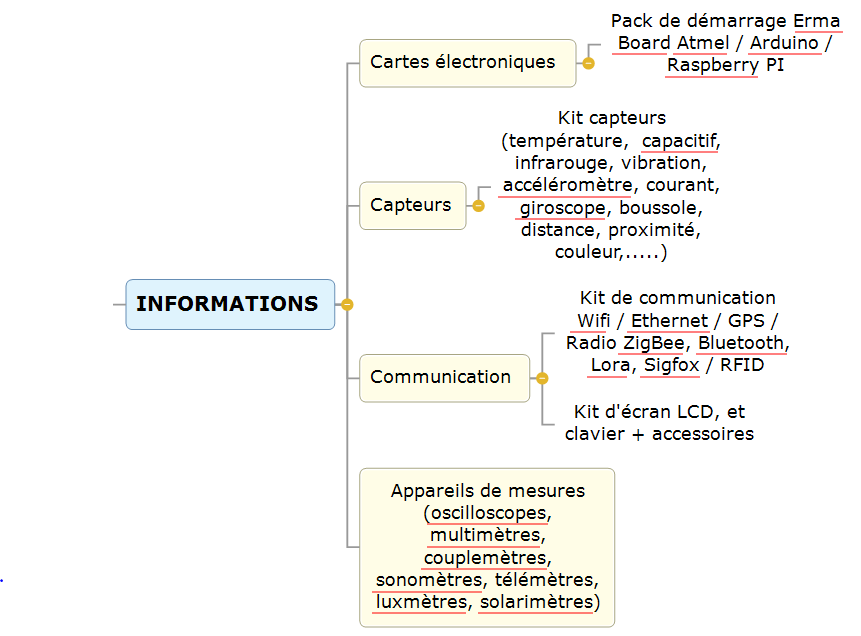 Pack de démarrage Erma
Board Atmel / Arduino /
Raspberry PI
Cartes électroniques
Kit capteurs
(température, capacitif,
infrarouge, vibration,
accéléromètre, courant,
giroscope, boussole,
distance, proximité,
couleur,.....)
Capteurs
INFORMATIONS
Kit de communication
Wifi / Ethernet / GPS /
Radio ZigBee, Bluetooth,
Lora, Sigfox / RFID
Communication
Kit d'écran LCD, et
clavier + accessoires
Appareils de mesures
(oscilloscopes,
multimètres,
couplemètres,
sonomètres, télémètres,
luxmètres, solarimètres)